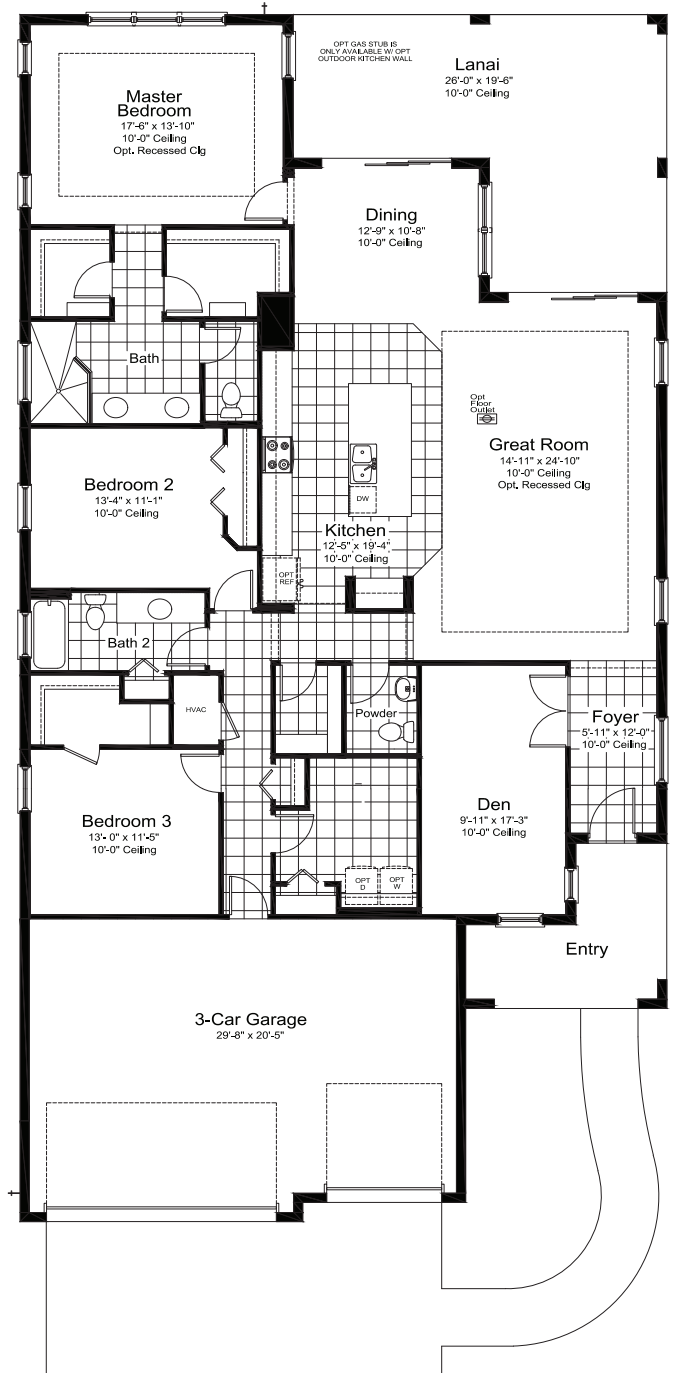 OPT GAS STUB IS
ONLY AVAILABLE W/ OPT
OUTDOOR KITCHEN WALL
Lanai
26'-0" x 19'-6"
10'-0" Ceiling
Master
Bedroom
17'-6" x 13'-10"
10'-0" Ceiling
Opt. Recessed Clg
Dining
12'-9" x 10'-8"
10'-0" Ceiling
Bath
Opt
Floor
Outlet
Great Room
14'-11" x 24'-10"
10'-0" Ceiling
Opt. Recessed Clg
Bedroom 2
13'-4" x 11'-1"
10'-0" Ceiling
DW
Kitchen
12'-5" x 19'-4"
10'-0" Ceiling
OPT
REF
Bath 2
HVAC
Powder
Foyer
5'-11" x 12'-0"
10'-0" Ceiling
Bedroom 3
13'- 0" x 11'-5"
10'-0" Ceiling
Den
9'-11" x 17'-3"
10'-0" Ceiling
OPT
D
OPT
W
Entry
3-Car Garage
29'-8" x 20'-5"